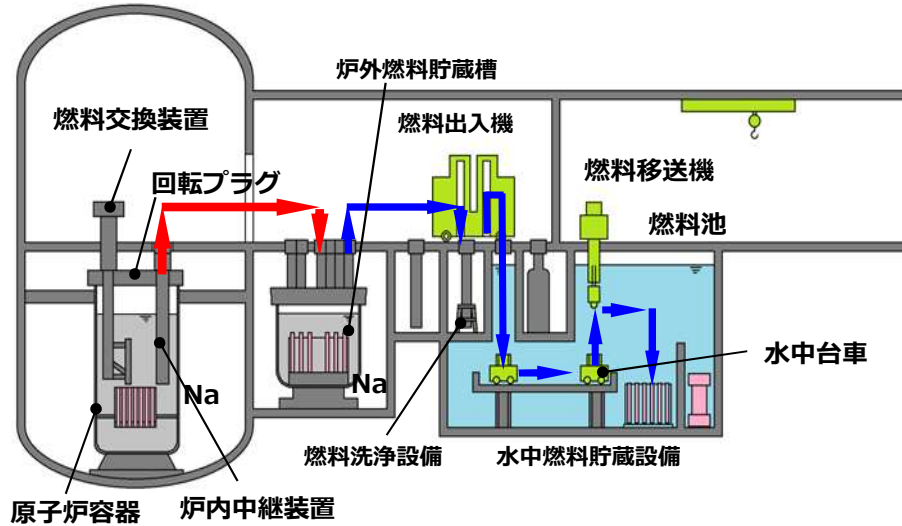 炉外燃料貯蔵槽
燃料交換装置
燃料出入機
燃料移送機
回転プラグ
燃料池
水中台車
Na
Na
燃料洗浄設備
水中燃料貯蔵設備
原子炉容器
炉内中継装置